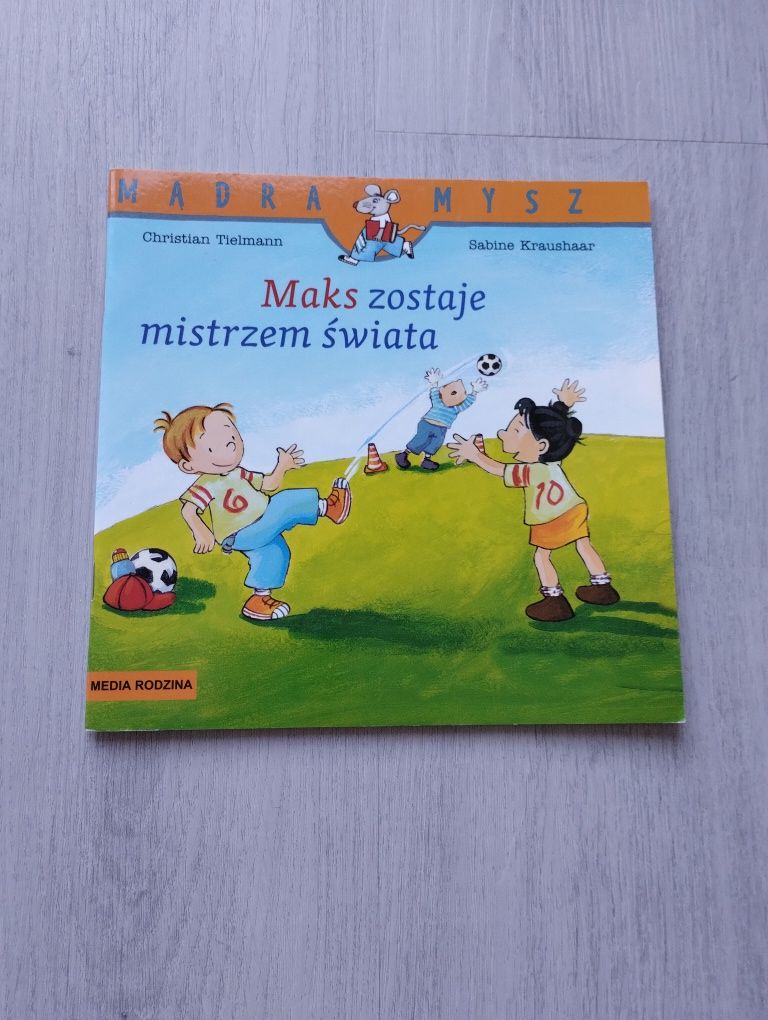 MĄDRA MYSZ
Christian Tielmann
Sabine Kraushaar
Maks zostaje
mistrzem świata
6
10
MEDIA RODZINA